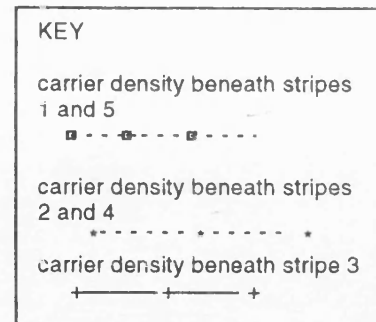 KEY
carrier density beneath stripes
1 and 5
carrier density beneath stripes
2 and 4
carrier density beneath stripe 3